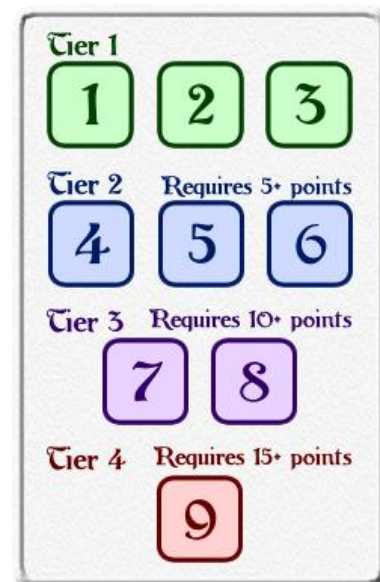 Tier 1
1 2 3
Tier 2 Requires 5+ points
4 5 6
Tier 3 Requires 10+ points
7 8
Tier 4 Requires 15+ points
9